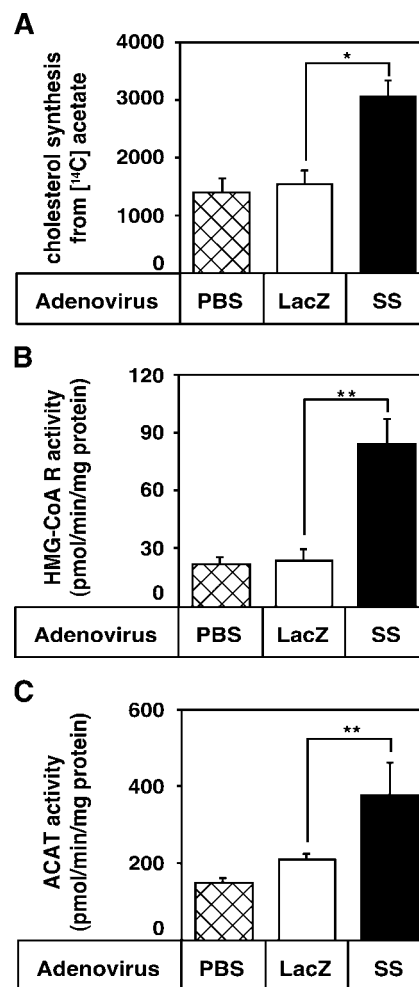 A
cholesterol synthesis
from [¹⁴C] acetate
4000
3000
2000
1000
0
*
Adenovirus PBS LacZ SS
B
HMG-CoA R activity
(pmol/min/mg protein)
120
90
60
30
0
**
Adenovirus PBS LacZ SS
C
ACAT activity
(pmol/min/mg protein)
600
400
200
0
**
Adenovirus PBS LacZ SS